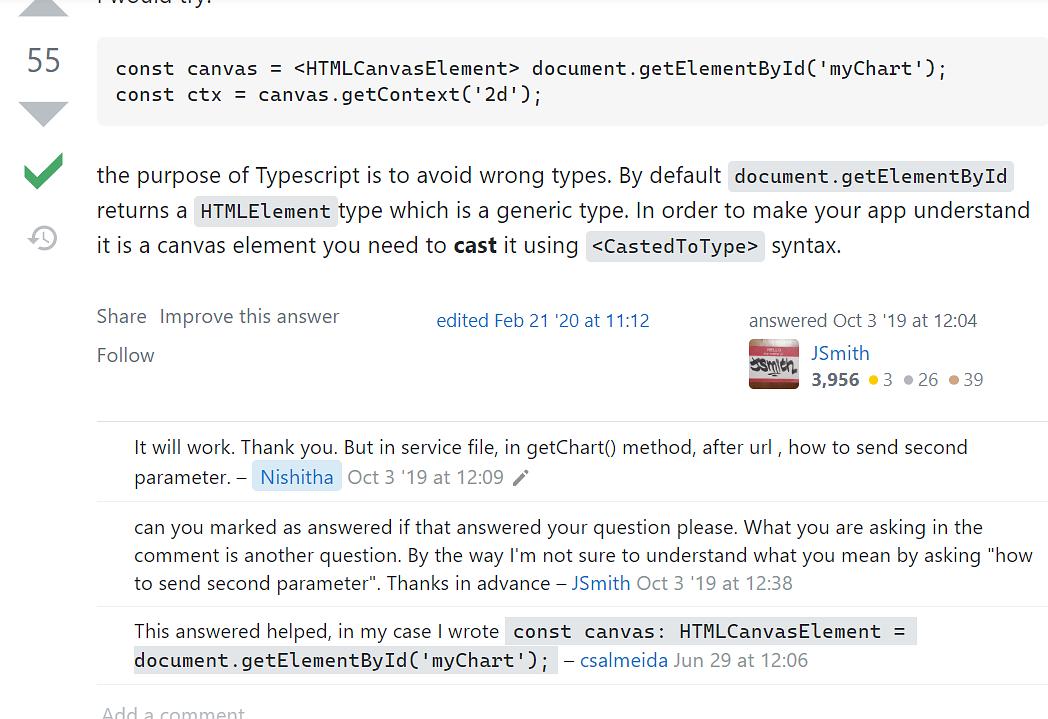 I would try:
55
const canvas = <HTMLCanvasElement> document.getElementById('myChart');
const ctx = canvas.getContext('2d');
the purpose of Typescript is to avoid wrong types. By default document.getElementById
returns a HTMLElement type which is a generic type. In order to make your app understand
it is a canvas element you need to cast it using <CastedToType> syntax.
Share Improve this answer
Follow
edited Feb 21 '20 at 11:12
answered Oct 3 '19 at 12:04
HELLO
JSmith
JSmith
3,956 3 26 39
It will work. Thank you. But in service file, in getChart() method, after url , how to send second
parameter. – Nishitha Oct 3 '19 at 12:09
can you marked as answered if that answered your question please. What you are asking in the
comment is another question. By the way I'm not sure to understand what you mean by asking "how
to send second parameter". Thanks in advance – JSmith Oct 3 '19 at 12:38
This answered helped, in my case I wrote const canvas: HTMLCanvasElement =
document.getElementById('myChart'); – csalmeida Jun 29 at 12:06
Add a comment